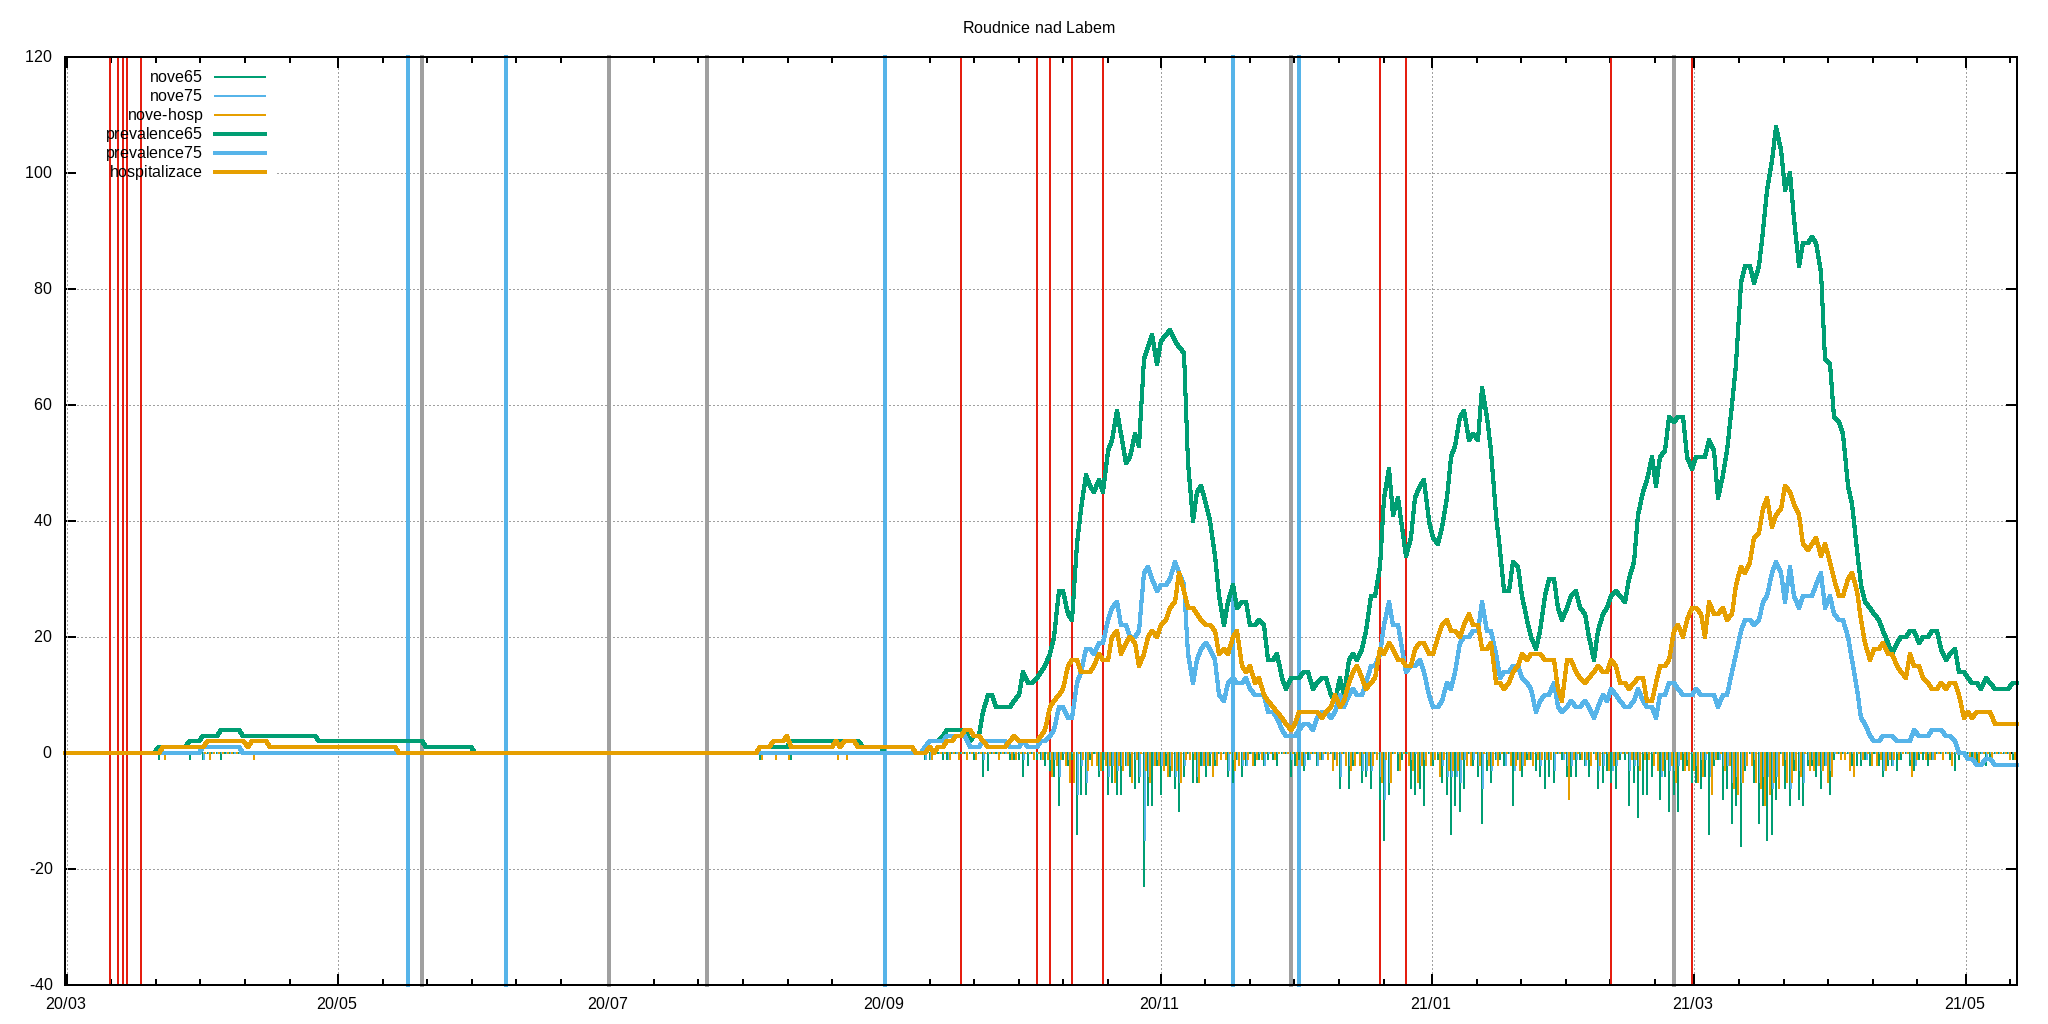 Roudnice nad Labem
120
100
80
60
40
20
0
-20
-40
nove65
nove75
nove-hosp
prevalence65
prevalence75
hospitalizace
20/03 20/05 20/07 20/09 20/11 21/01 21/03 21/05